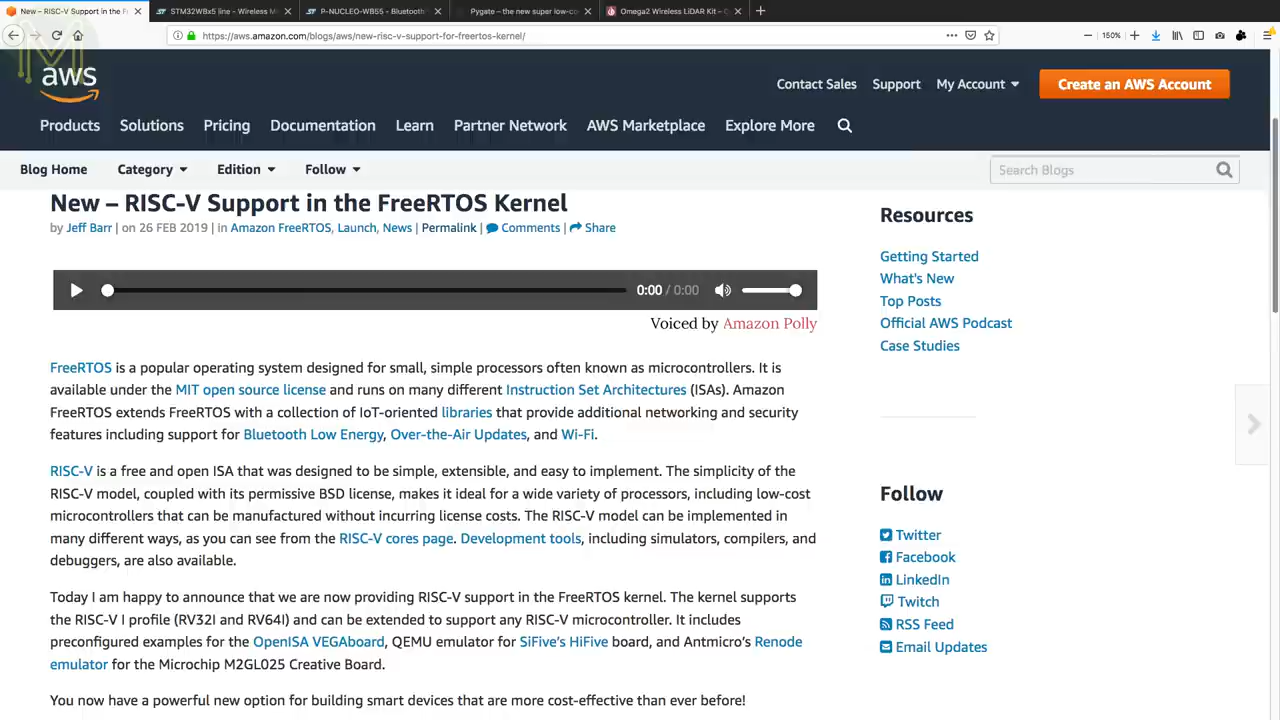 New – RISC-V Support in the F
STM32WBx5 line - Wireless M
P-NUCLEO-WB55 - Bluetooth
Pygate – the new super low-co
Omega2 Wireless LiDAR Kit –
https://aws.amazon.com/blogs/aws/new-risc-v-support-for-freertos-kernel/
150%
aws
Contact Sales Support My Account Create an AWS Account
Products Solutions Pricing Documentation Learn Partner Network AWS Marketplace Explore More
Blog Home Category Edition Follow Search Blogs
New – RISC-V Support in the FreeRTOS Kernel
by Jeff Barr | on 26 FEB 2019 | in Amazon FreeRTOS, Launch, News | Permalink | Comments | Share
0:00 / 0:00
Voiced by Amazon Polly
FreeRTOS is a popular operating system designed for small, simple processors often known as microcontrollers. It is
available under the MIT open source license and runs on many different Instruction Set Architectures (ISAs). Amazon
FreeRTOS extends FreeRTOS with a collection of IoT-oriented libraries that provide additional networking and security
features including support for Bluetooth Low Energy, Over-the-Air Updates, and Wi-Fi.
RISC-V is a free and open ISA that was designed to be simple, extensible, and easy to implement. The simplicity of the
RISC-V model, coupled with its permissive BSD license, makes it ideal for a wide variety of processors, including low-cost
microcontrollers that can be manufactured without incurring license costs. The RISC-V model can be implemented in
many different ways, as you can see from the RISC-V cores page. Development tools, including simulators, compilers, and
debuggers, are also available.
Today I am happy to announce that we are now providing RISC-V support in the FreeRTOS kernel. The kernel supports
the RISC-V I profile (RV32I and RV64I) and can be extended to support any RISC-V microcontroller. It includes
preconfigured examples for the OpenISA VEGAboard, QEMU emulator for SiFive's HiFive board, and Antmicro's Renode
emulator for the Microchip M2GL025 Creative Board.
You now have a powerful new option for building smart devices that are more cost-effective than ever before!
Resources
Getting Started
What's New
Top Posts
Official AWS Podcast
Case Studies
Follow
Twitter
Facebook
LinkedIn
Twitch
RSS Feed
Email Updates